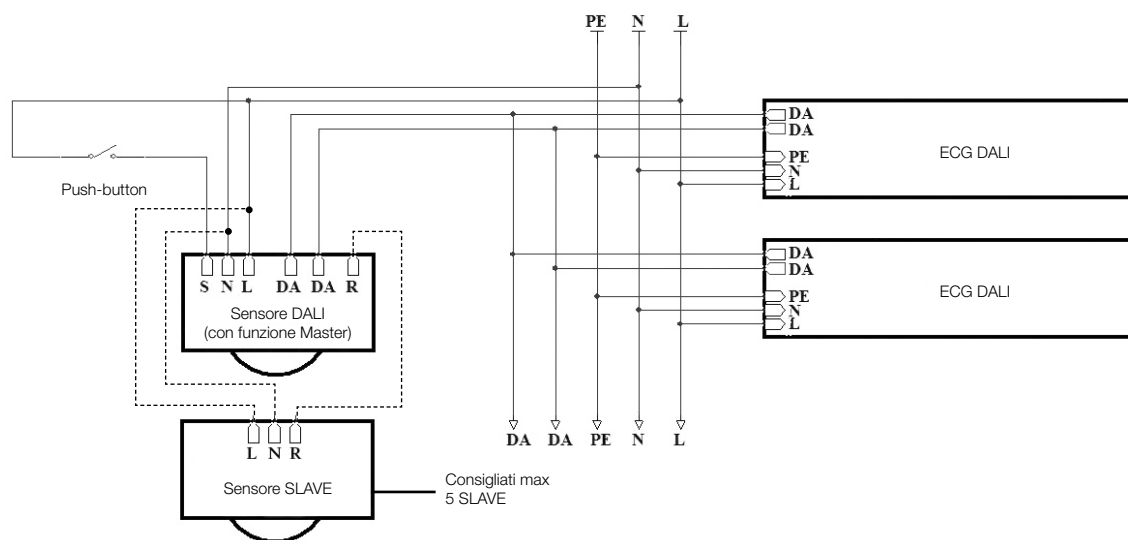 PE N L
DA
DA
PE
N
L
ECG DALI
Push-button
S N L DA DA R
Sensore DALI
(con funzione Master)
DA
DA
PE
N
L
ECG DALI
DA DA PE N L
L N R
Sensore SLAVE
Consigliati max
5 SLAVE